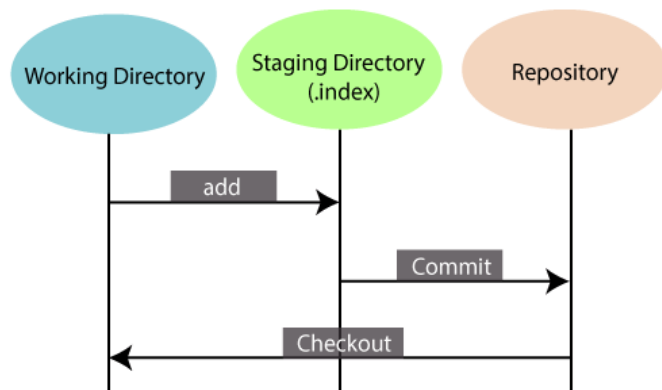 Working Directory
Staging Directory
(.index)
Repository
add
Commit
Checkout